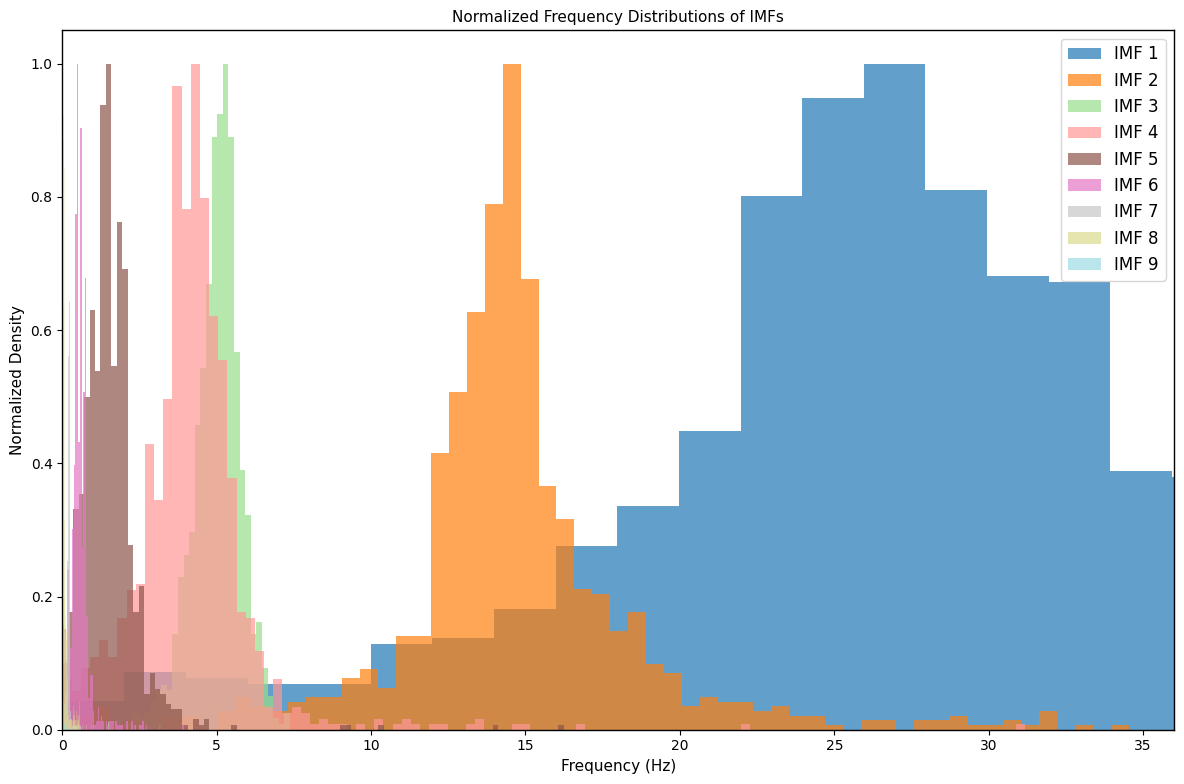 Normalized Frequency Distributions of IMFs
1.0
0.8
0.6
0.4
0.2
0.0
Normalized Density
0 5 10 15 20 25 30 35
Frequency (Hz)
IMF 1
IMF 2
IMF 3
IMF 4
IMF 5
IMF 6
IMF 7
IMF 8
IMF 9